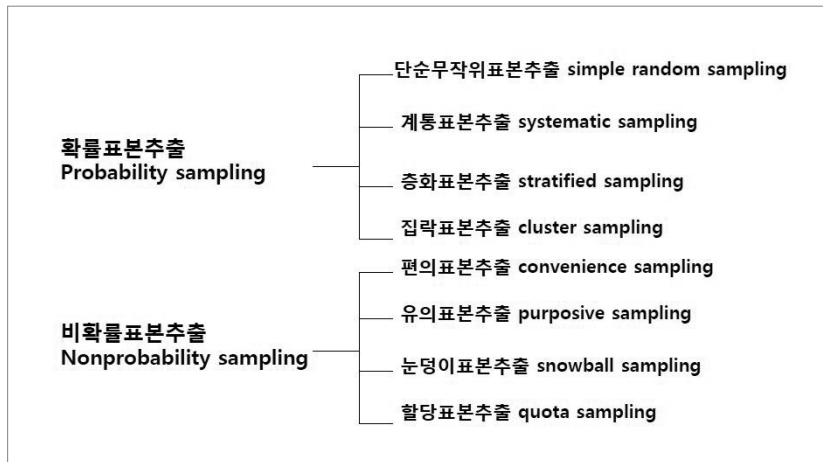 확률표본추출
Probability sampling
단순무작위표본추출 simple random sampling
계통표본추출 systematic sampling
층화표본추출 stratified sampling
집락표본추출 cluster sampling
비확률표본추출
Nonprobability sampling
편의표본추출 convenience sampling
유의표본추출 purposive sampling
눈덩이표본추출 snowball sampling
할당표본추출 quota sampling